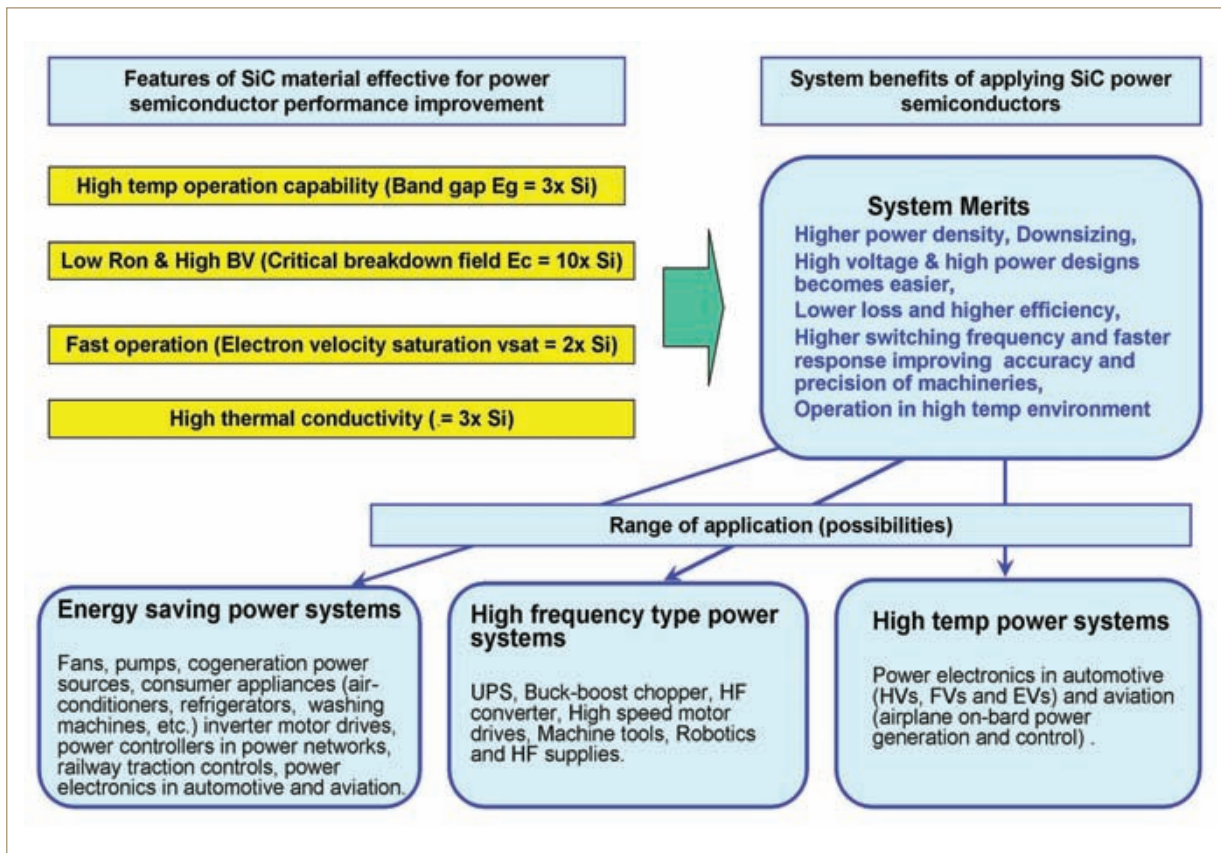 Features of SiC material effective for power
semiconductor performance improvement
High temp operation capability (Band gap Eg = 3x Si)
Low Ron & High BV (Critical breakdown field Ec = 10x Si)
Fast operation (Electron velocity saturation vsat = 2x Si)
High thermal conductivity (.= 3x Si)
System benefits of applying SiC power
semiconductors
System Merits
Higher power density, Downsizing,
High voltage & high power designs
becomes easier,
Lower loss and higher efficiency,
Higher switching frequency and faster
response improving accuracy and
precision of machineries,
Operation in high temp environment
Range of application (possibilities)
Energy saving power systems
Fans, pumps, cogeneration power
sources, consumer appliances (air-
conditioners, refrigerators, washing
machines, etc.) inverter motor drives,
power controllers in power networks,
railway traction controls, power
electronics in automotive and aviation.
High frequency type power
systems
UPS, Buck-boost chopper, HF
converter, High speed motor
drives, Machine tools, Robotics
and HF supplies.
High temp power systems
Power electronics in automotive
(HVs, FVs and EVs) and aviation
(airplane on-bard power
generation and control) .